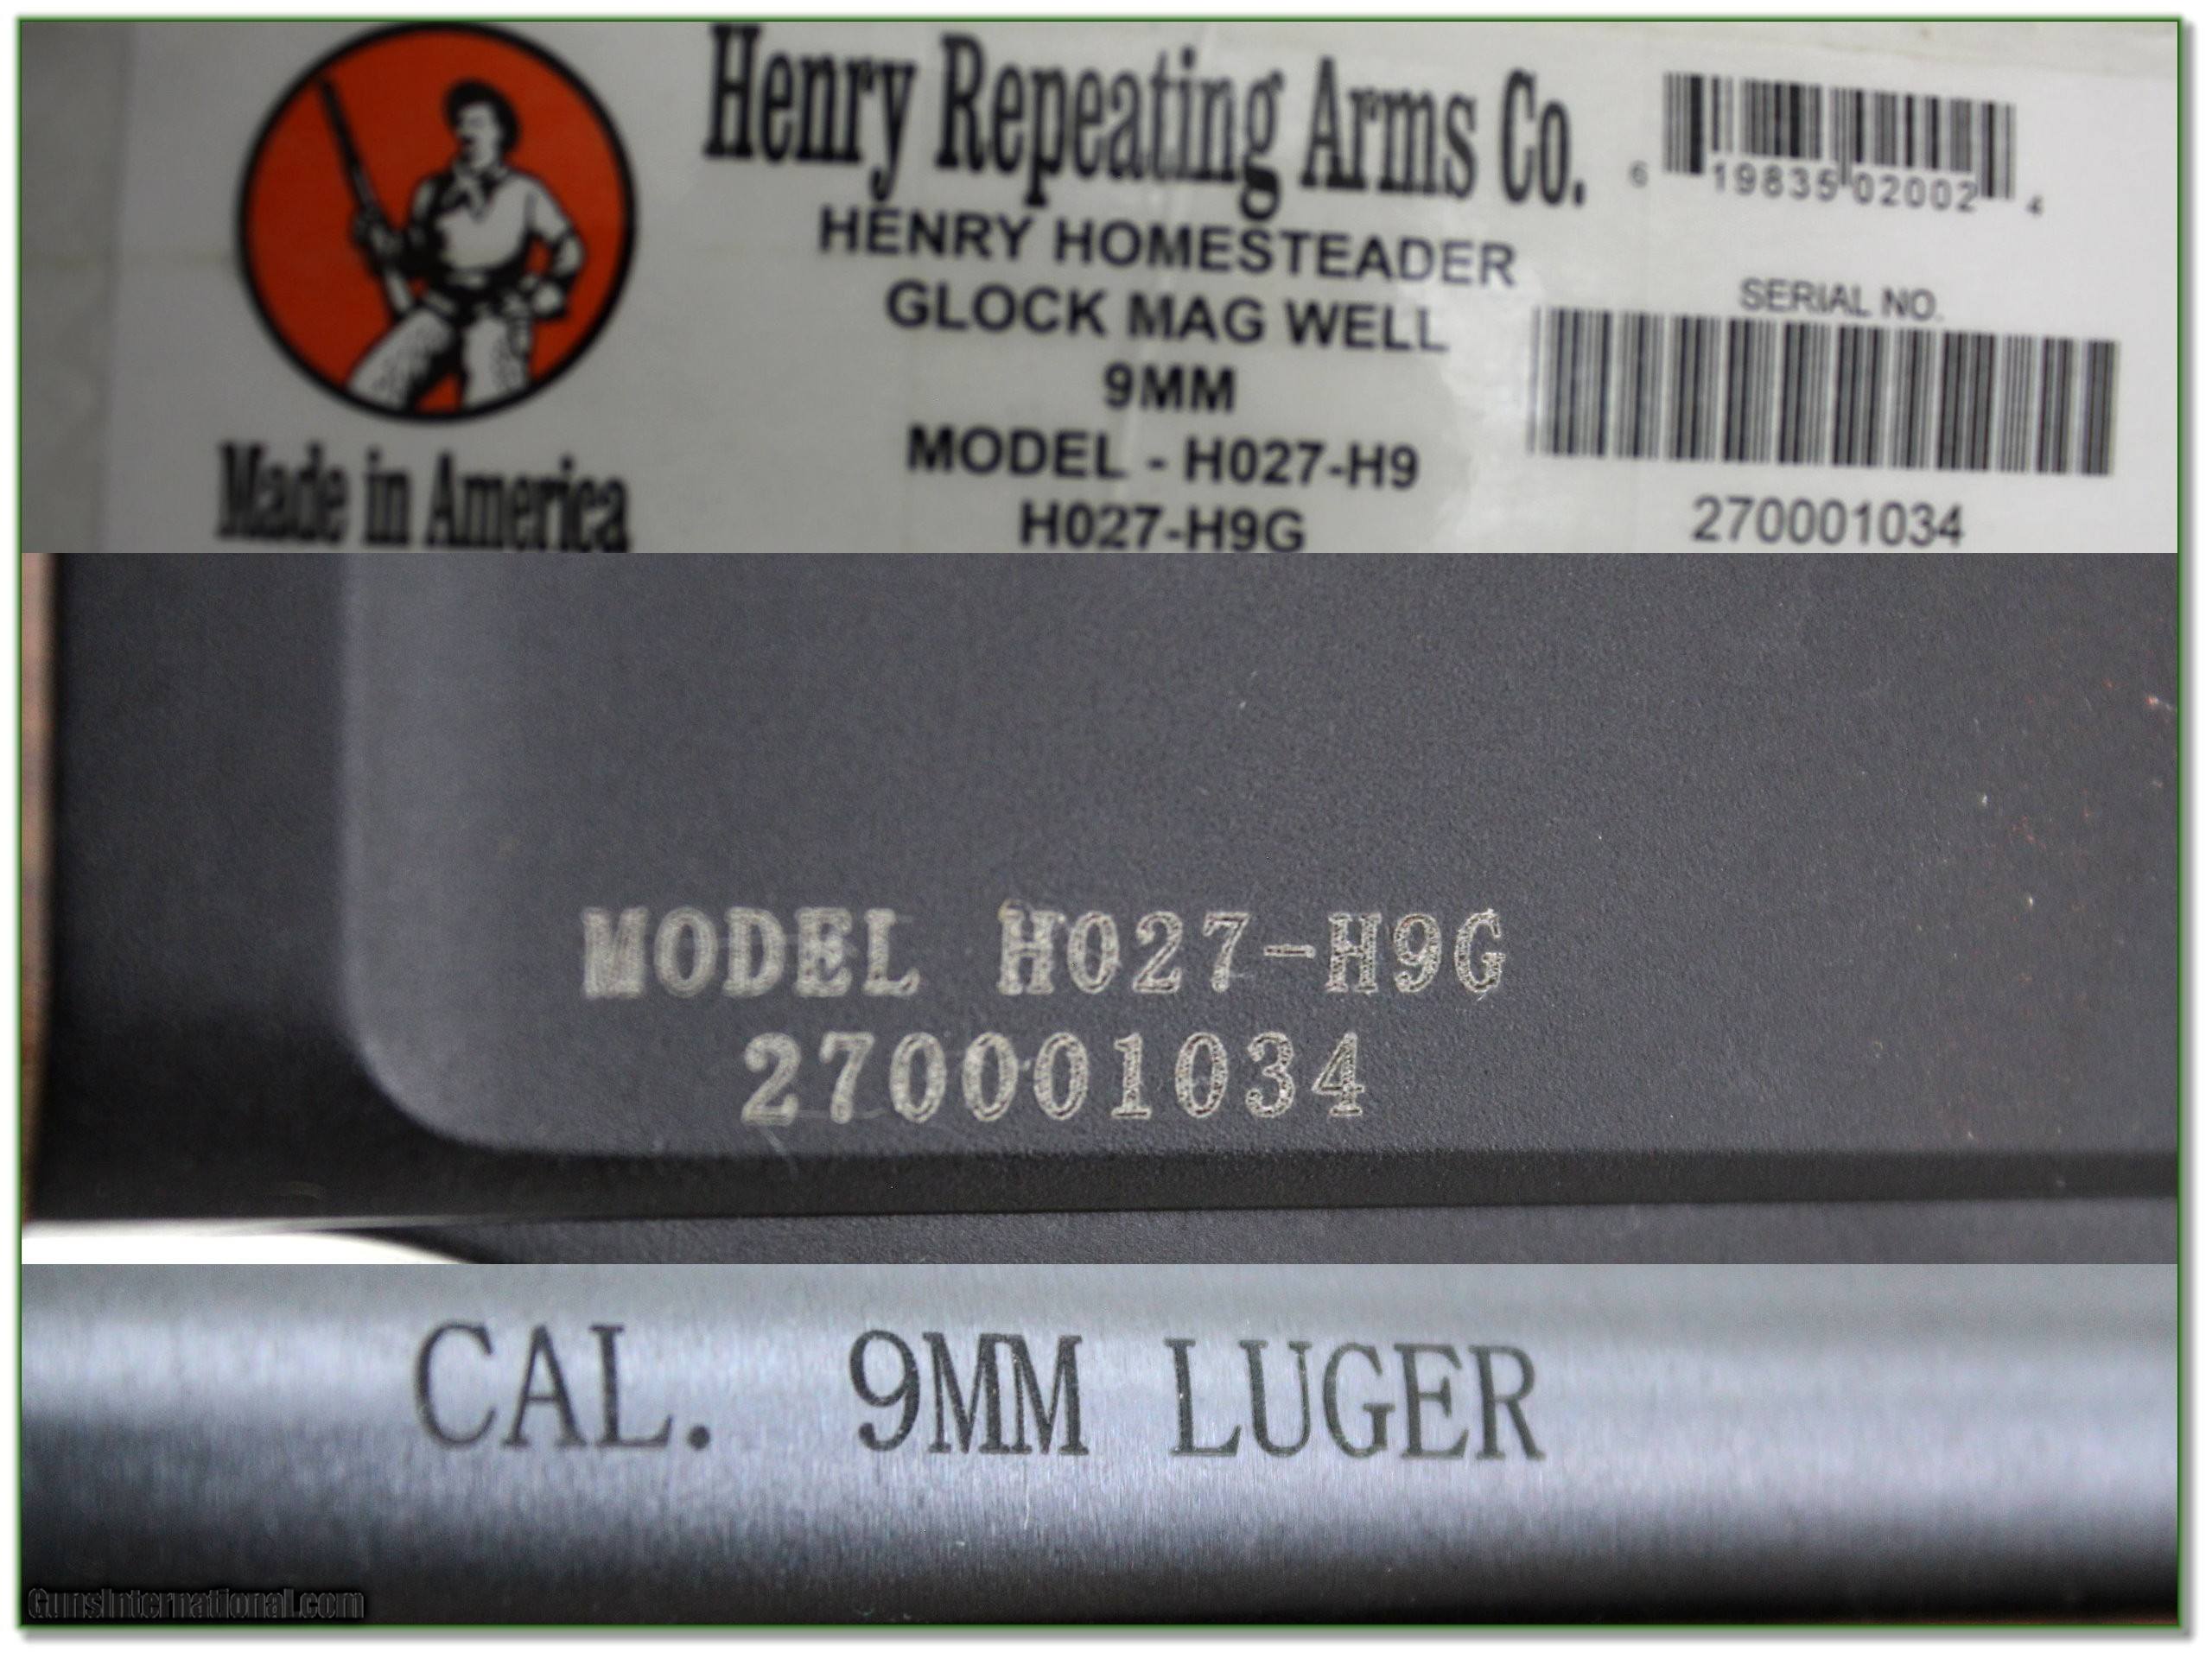 Henry Repeating Arms Co.
6 19835 02002 4
HENRY HOMESTEADER
GLOCK MAG WELL
9MM
MODEL - H027-H9
H027-H9G
SERIAL NO.
270001034
Made in America
MODEL H027-H9G
270001034
CAL. 9MM LUGER
GunsInternational.com